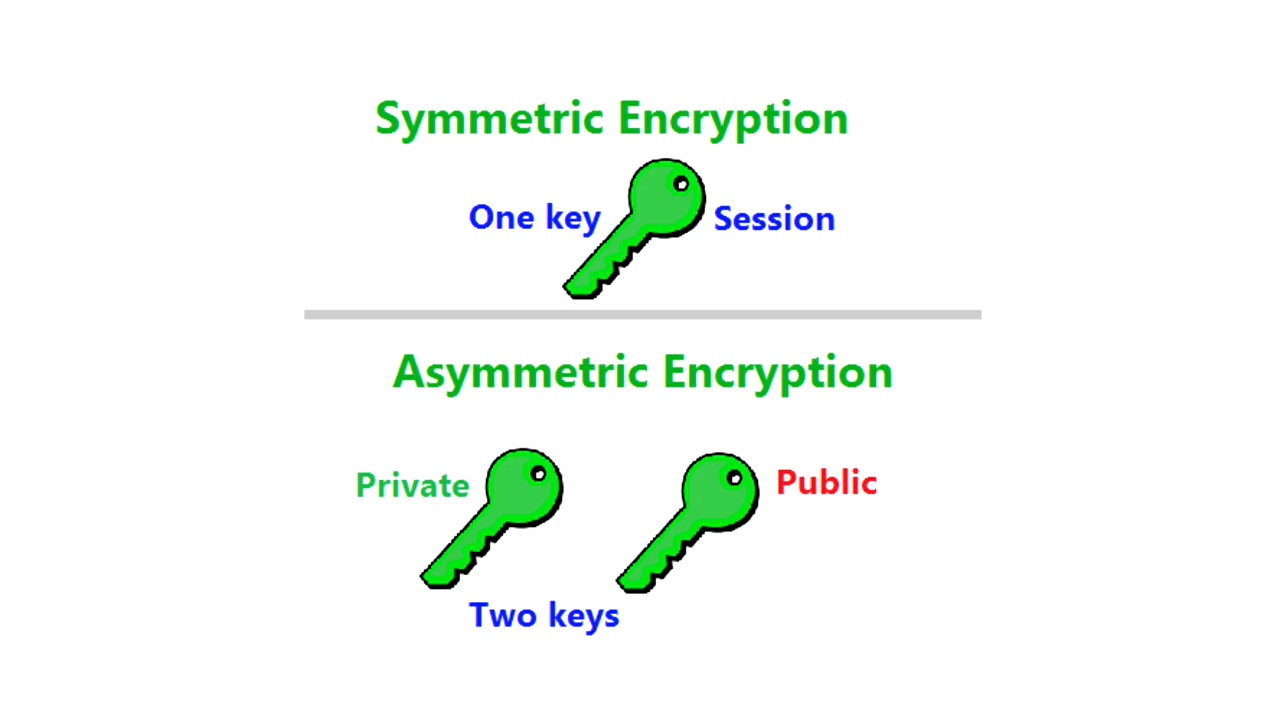 Symmetric Encryption
One key Session
Asymmetric Encryption
Private Public
Two keys